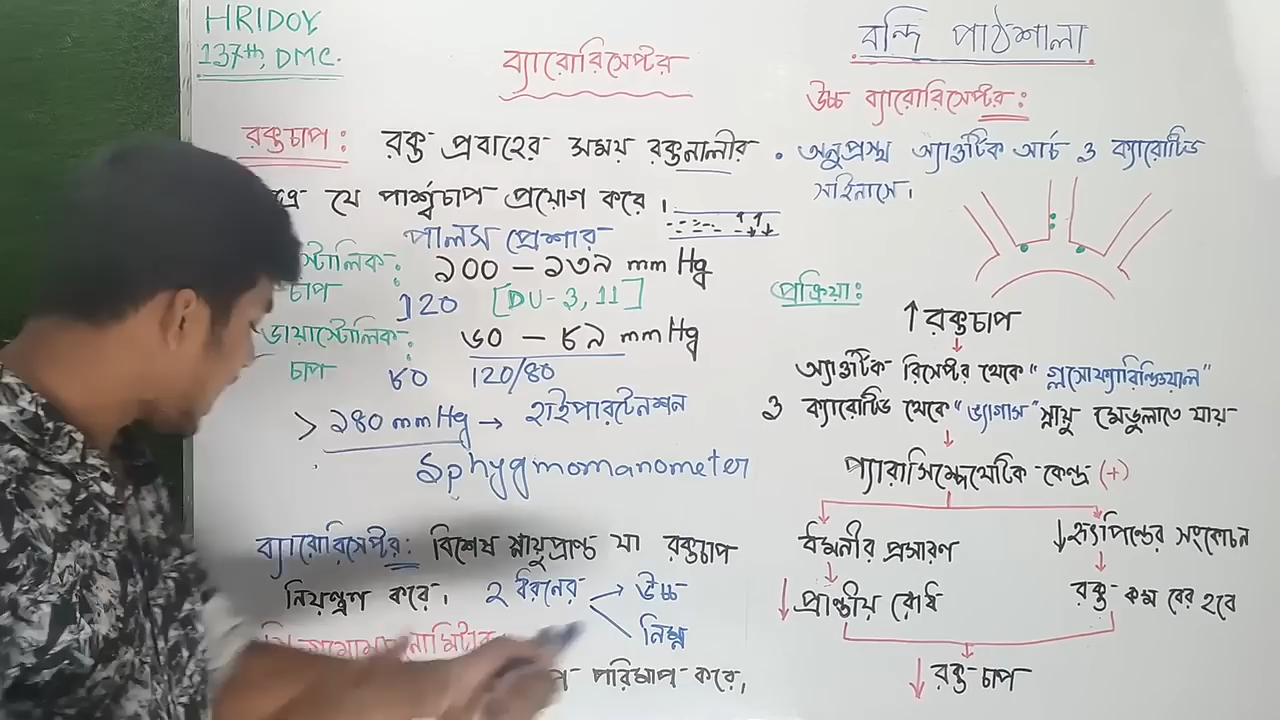 HRIDOY
137th, DMC.
ব্যারোরিসেপ্টর
রক্তচাপ: রক্ত প্রবাহের সময় রক্তনালীর
যে পার্শ্বচাপ প্রয়োগ করে।
পালস প্রেশার
স্টোলিক: ১০০ - ১৩৯ mm Hg
চাপ 120 [DU-3, 11]
ডায়াস্টোলিক: ৬০ - ৮৯ mm Hg
চাপ ৮০ 120/80
> ১৪০ mm Hg → হাইপারটেনশন
Sphygmomanometer
ব্যারোরিসেপ্টর: বিশেষ স্নায়ুপ্রান্ত যা রক্তচাপ
নিয়ন্ত্রণ করে। ২ ধরনের → উচ্চ
নিম্ন
পরিমাপ করে।
বন্দি পাঠশালা
উচ্চ ব্যারোরিসেপ্টর:
• অনুপ্রস্থ অ্যাওর্টিক আর্চ ও ক্যারোটিড
সাইনাসে।
প্রক্রিয়া:
↑ রক্তচাপ
অ্যাওর্টিক রিসেপ্টর থেকে "গ্লসোফ্যারিঞ্জিয়াল"
ও ক্যারোটিড থেকে "ভ্যাগাস" স্নায়ু মেডুলাতে যায়
প্যারাসিম্প্যাথেটিক কেন্দ্র (+)
ধমনীর প্রসারণ ↓ হৃৎপিন্ডের সংকোচন
↓ প্রান্তীয় রোধ রক্ত কম বের হবে
↓ রক্তচাপ